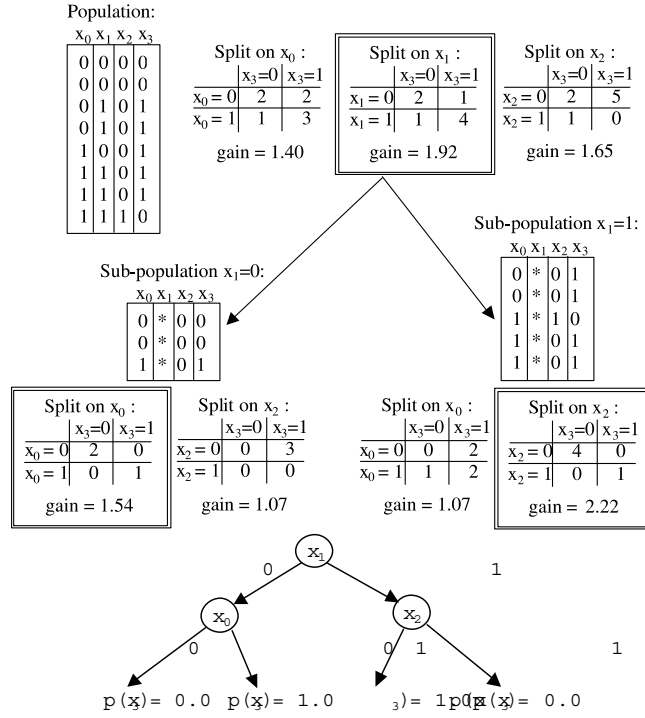 Population:
x0 x1 x2 x3
0 0 0 0
0 0 0 0
0 1 0 1
0 1 0 1
1 0 0 1
1 1 0 1
1 1 0 1
1 1 1 0
Split on x0 :
x3=0 x3=1
x0 = 0 2 2
x0 = 1 1 3
gain = 1.40
Split on x1 :
x3=0 x3=1
x1 = 0 2 1
x1 = 1 1 4
gain = 1.92
Split on x2 :
x3=0 x3=1
x2 = 0 2 5
x2 = 1 1 0
gain = 1.65
Sub-population x1=0:
x0 x1 x2 x3
0 * 0 0
0 * 0 0
1 * 0 1
Sub-population x1=1:
x0 x1 x2 x3
0 * 0 1
0 * 0 1
1 * 1 0
1 * 0 1
1 * 0 1
Split on x0 :
x3=0 x3=1
x0 = 0 2 0
x0 = 1 0 1
gain = 1.54
Split on x2 :
x3=0 x3=1
x2 = 0 0 3
x2 = 1 0 0
gain = 1.07
Split on x0 :
x3=0 x3=1
x0 = 0 0 2
x0 = 1 1 2
gain = 1.07
Split on x2 :
x3=0 x3=1
x2 = 0 4 0
x2 = 1 0 1
gain = 2.22
x1
0 1
x0 x2
0 0 1 1
p(x3)= 0.0 p(x3)= 1.0 3)= 1.0 p(x3)= 0.0